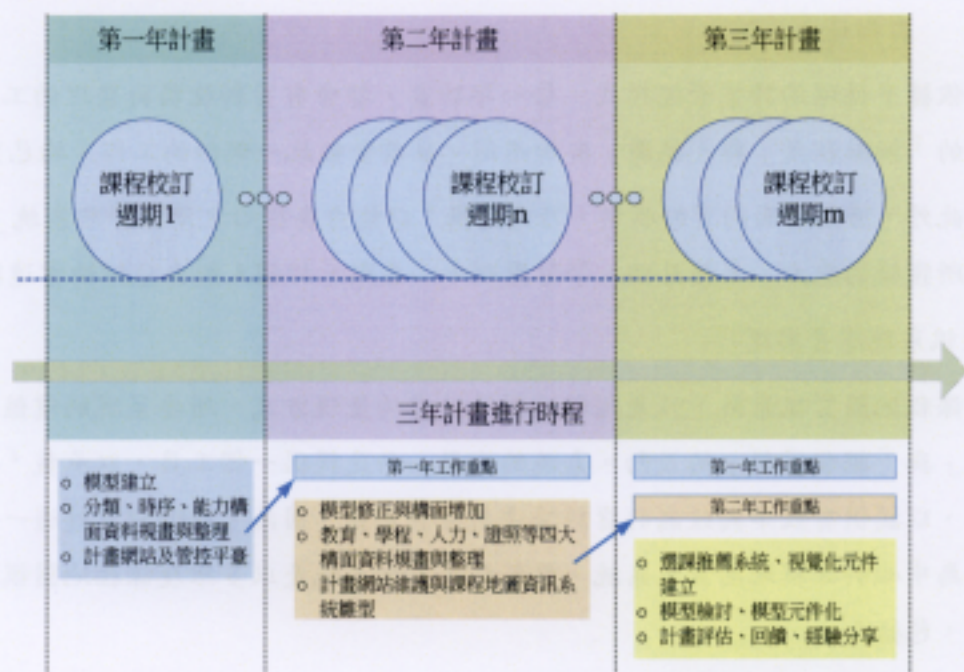 第一年計畫
第二年計畫
第三年計畫
課程校訂
週期1
課程校訂
週期n
課程校訂
週期m
三年計畫進行時程
模型建立
分類、時序、能力構
面資料視畫與整理
計畫網站及管控平臺
第一年工作重點
模型修正與構面增加
教育、學程、人力、證照等四大
構面資料規畫與整理
計畫網站維護與課程地圖資訊系
統雛型
第一年工作重點
第二年工作重點
選課推薦系統、視覺化元件
建立
模型檢討、模型元件化
計畫評估、回饋、經驗分享